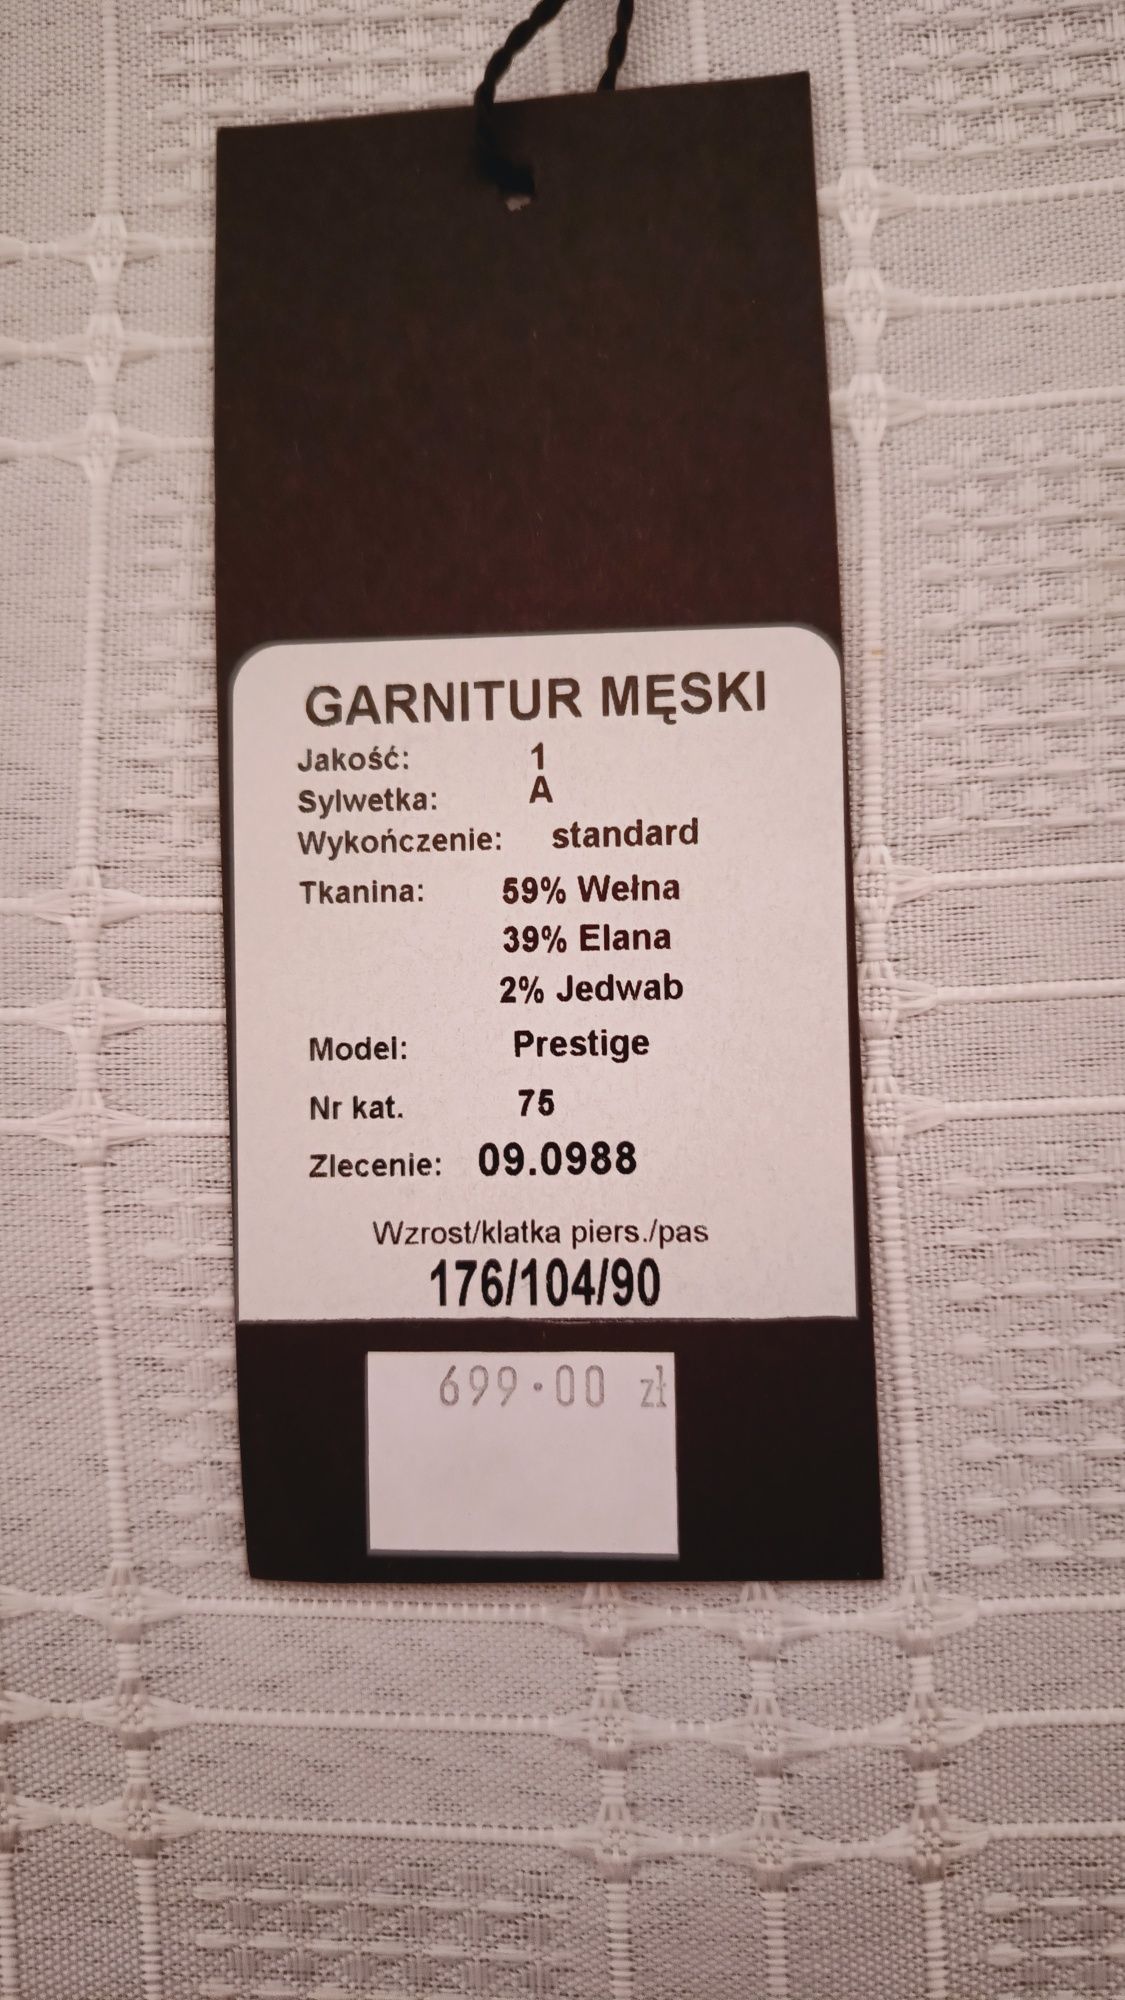 GARNITUR MĘSKI
Jakość: 1
Sylwetka: A
Wykończenie: standard
Tkanina: 59% Wełna
39% Elana
2% Jedwab
Model: Prestige
Nr kat. 75
Zlecenie: 09.0988
Wzrost/klatka piers./pas
176/104/90
699.00 zł